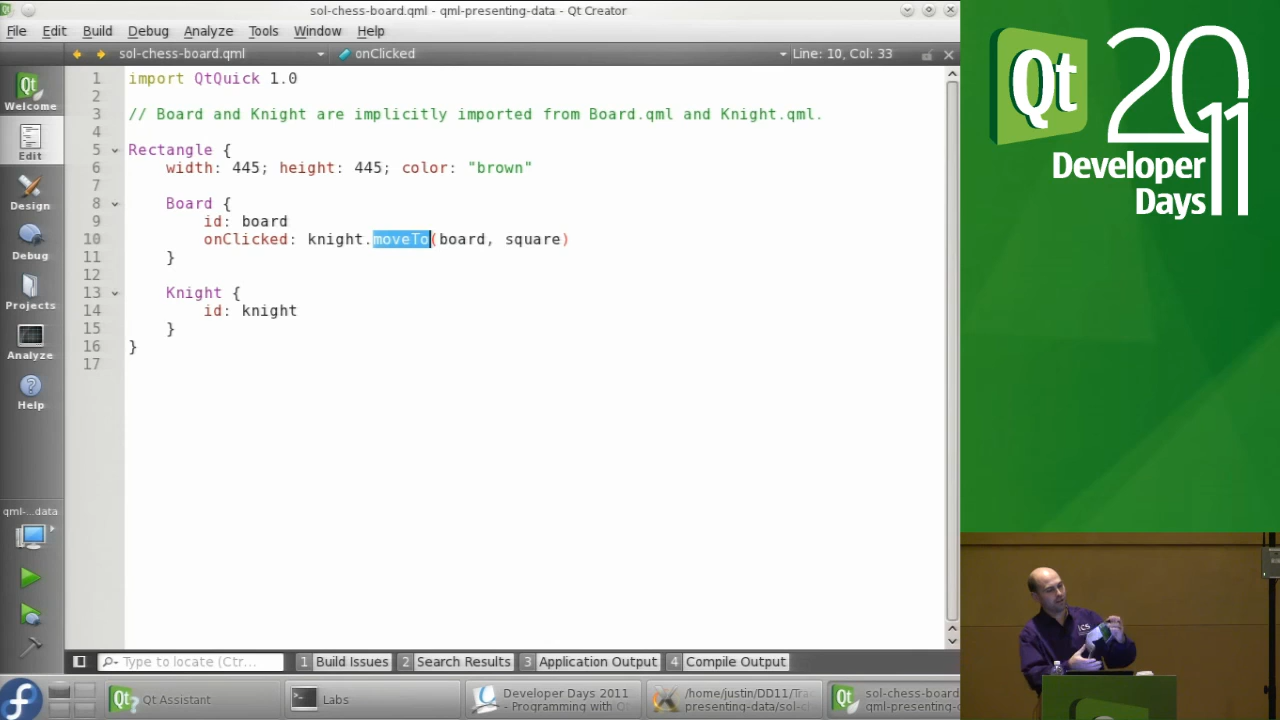 sol-chess-board.qml - qml-presenting-data - Qt Creator
File Edit Build Debug Analyze Tools Window Help
sol-chess-board.qml onClicked Line: 10, Col: 33
Welcome
Edit
Design
Debug
Projects
Analyze
Help
qml-...data
1 import QtQuick 1.0
2
3 // Board and Knight are implicitly imported from Board.qml and Knight.qml.
4
5 Rectangle {
6 width: 445; height: 445; color: "brown"
7
8 Board {
9 id: board
10 onClicked: knight.moveTo(board, square)
11 }
12
13 Knight {
14 id: knight
15 }
16 }
17
Type to locate (Ctr... 1 Build Issues 2 Search Results 3 Application Output 4 Compile Output
Qt Assistant
Labs
Developer Days 2011
- Programming with Qt
/home/justin/DD11/Tra
presenting-data/sol-c
sol-chess-board
qml-presenting-d
Qt 2011
Developer
Days
ICS